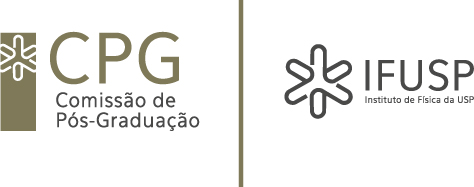 CPG
Comissão de
Pós-Graduação
IFUSP
Instituto de Física da USP